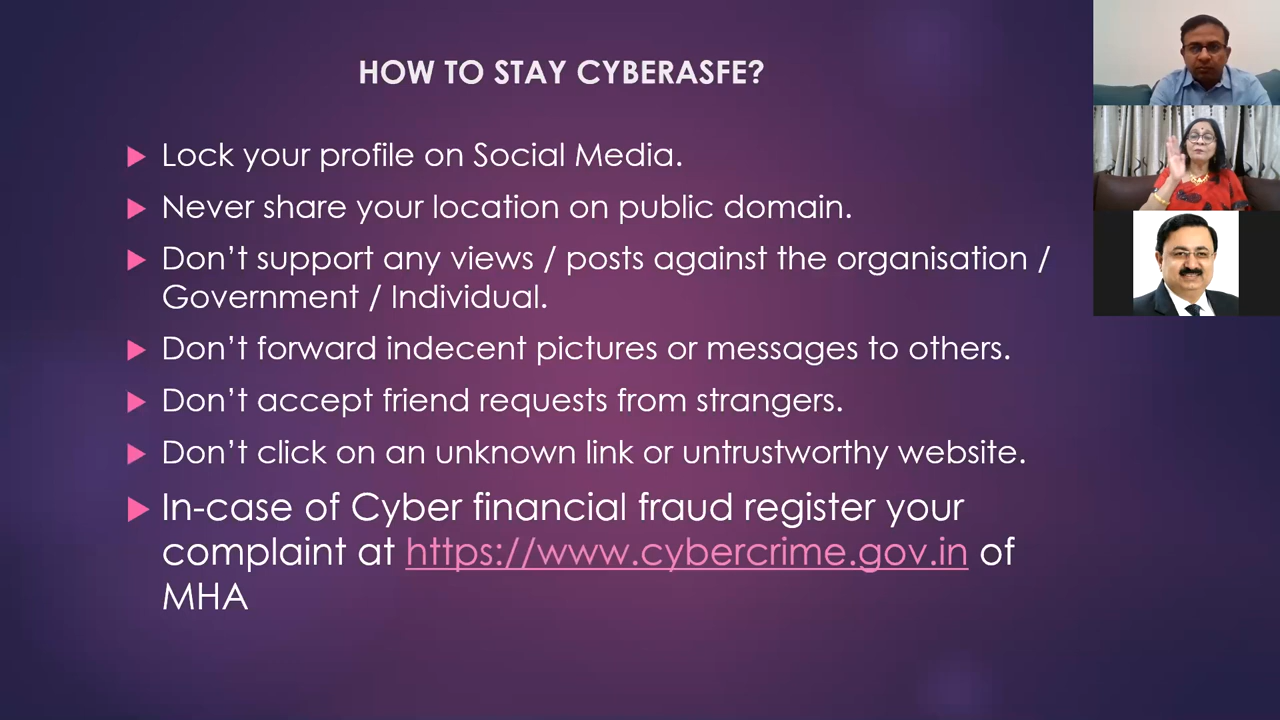 HOW TO STAY CYBERASFE?
Lock your profile on Social Media.
Never share your location on public domain.
Don’t support any views / posts against the organisation /
Government / Individual.
Don’t forward indecent pictures or messages to others.
Don’t accept friend requests from strangers.
Don’t click on an unknown link or untrustworthy website.
In-case of Cyber financial fraud register your
complaint at https://www.cybercrime.gov.in of
MHA